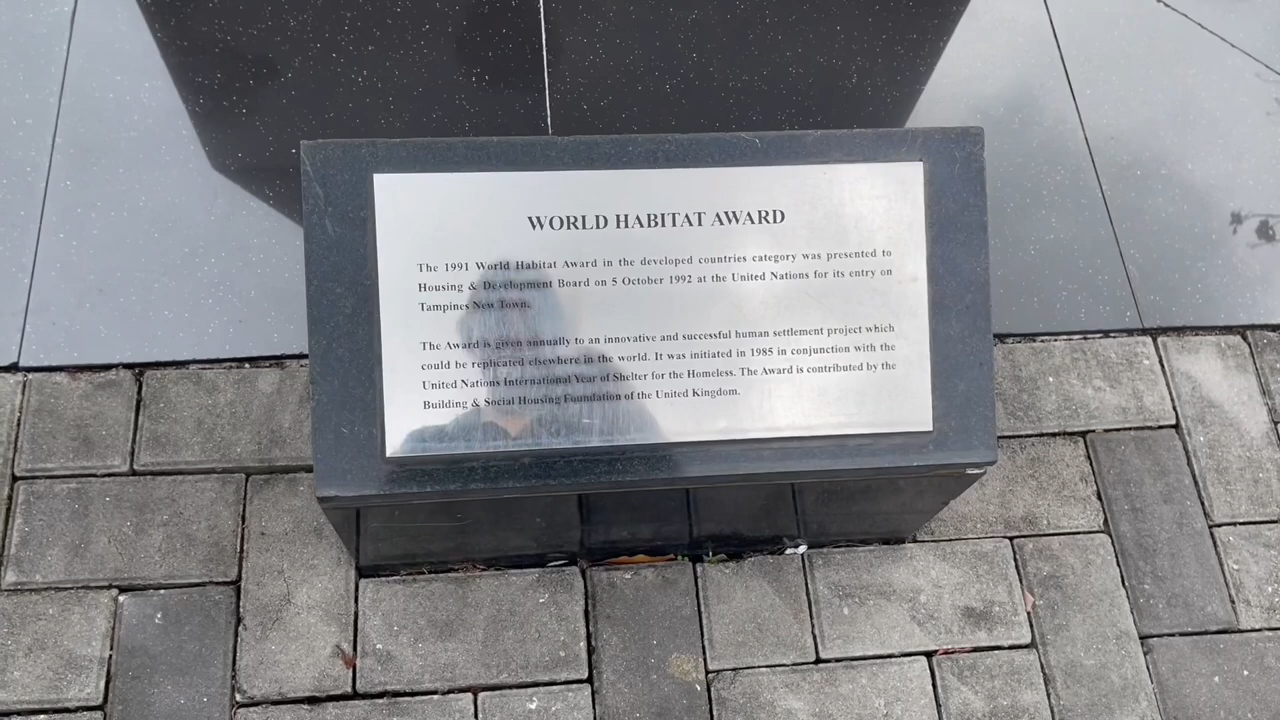 WORLD HABITAT AWARD
The 1991 World Habitat Award in the developed countries category was presented to
Housing & Development Board on 5 October 1992 at the United Nations for its entry on
Tampines New Town.
The Award is given annually to an innovative and successful human settlement project which
could be replicated elsewhere in the world. It was initiated in 1985 in conjunction with the
United Nations International Year of Shelter for the Homeless. The Award is contributed by the
Building & Social Housing Foundation of the United Kingdom.